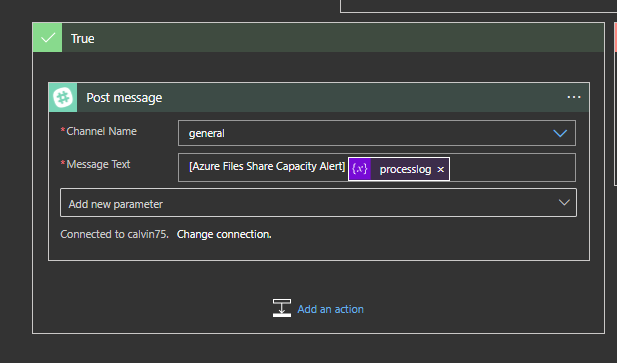 True
Post message
...
*Channel Name
general
*Message Text
[Azure Files Share Capacity Alert] {x} processlog ×
Add new parameter
Connected to calvin75. Change connection.
Add an action